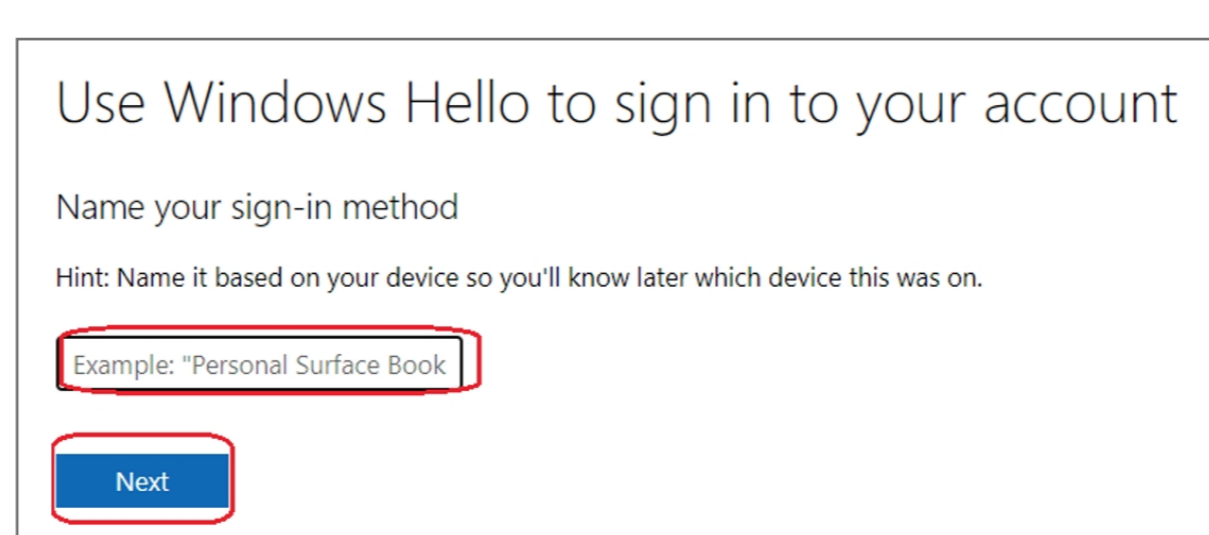 Use Windows Hello to sign in to your account
Name your sign-in method
Hint: Name it based on your device so you'll know later which device this was on.
Example: "Personal Surface Book
Next